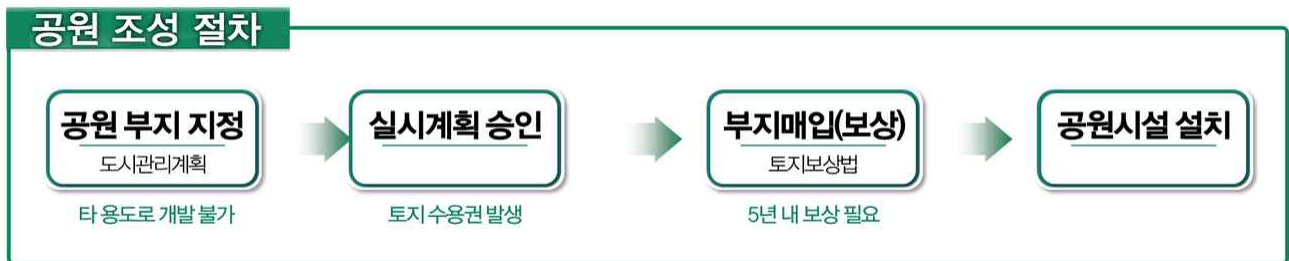 공원 조성 절차
공원 부지 지정
도시관리계획
타 용도로 개발 불가
실시계획 승인
토지 수용권 발생
부지매입(보상)
토지보상법
5년 내 보상 필요
공원시설 설치